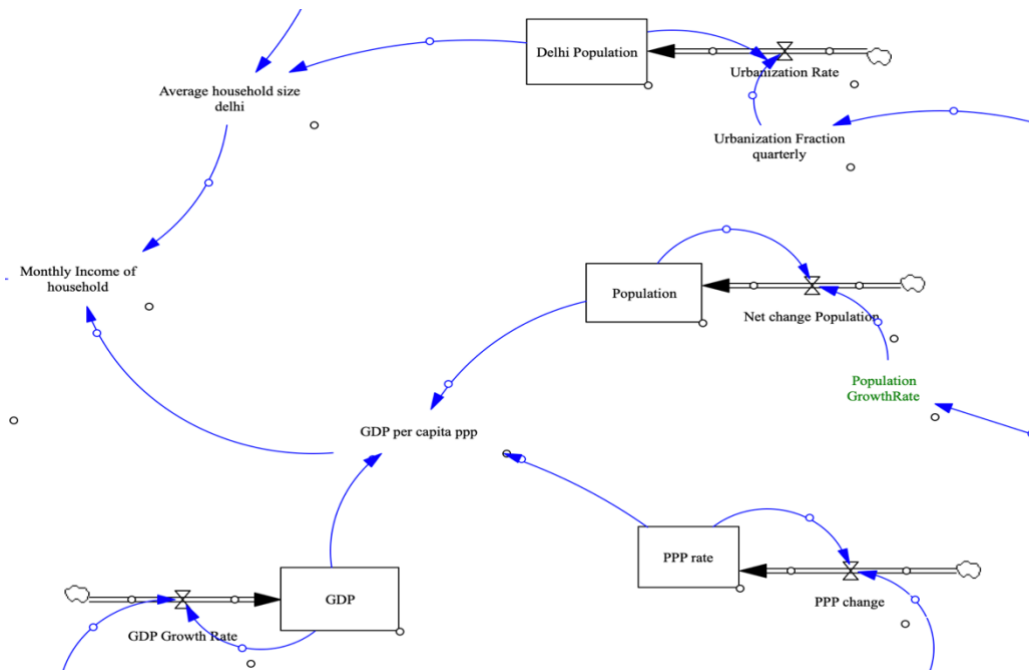 Delhi Population
Urbanization Rate
Average household size
delhi
Urbanization Fraction
quarterly
Monthly Income of
household
Population
Net change Population
Population
GrowthRate
GDP per capita ppp
PPP rate
PPP change
GDP
GDP Growth Rate